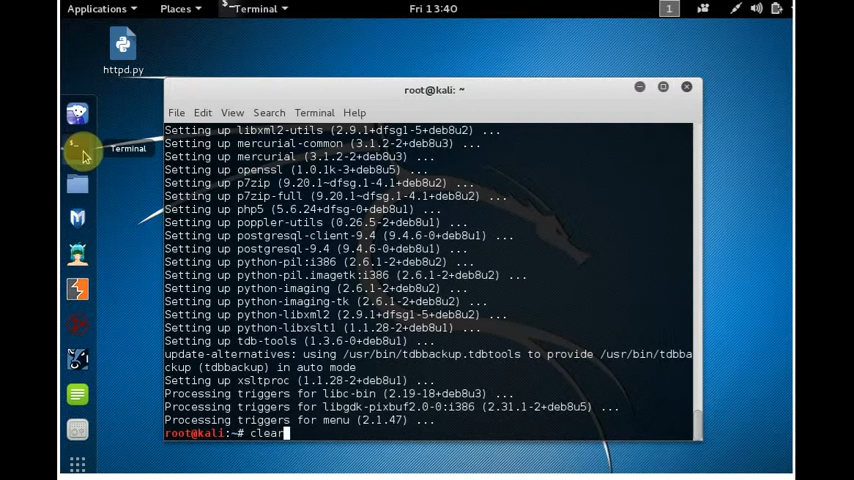 Applications Places Terminal Fri 13:40 1
httpd.py
root@kali: ~
File Edit View Search Terminal Help
Terminal
Setting up libxml2-utils (2.9.1+dfsg1-5+deb8u2) ...
Setting up mercurial-common (3.1.2-2+deb8u3) ...
Setting up mercurial (3.1.2-2+deb8u3) ...
Setting up openssl (1.0.1k-3+deb8u5) ...
Setting up p7zip (9.20.1~dfsg.1-4.1+deb8u2) ...
Setting up p7zip-full (9.20.1~dfsg.1-4.1+deb8u2) ...
Setting up php5 (5.6.24+dfsg-0+deb8u1) ...
Setting up poppler-utils (0.26.5-2+deb8u1) ...
Setting up postgresql-client-9.4 (9.4.6-0+deb8u1) ...
Setting up postgresql-9.4 (9.4.6-0+deb8u1) ...
Setting up python-pil:i386 (2.6.1-2+deb8u2) ...
Setting up python-pil.imagetk:i386 (2.6.1-2+deb8u2) ...
Setting up python-imaging (2.6.1-2+deb8u2) ...
Setting up python-imaging-tk (2.6.1-2+deb8u2) ...
Setting up python-libxml2 (2.9.1+dfsg1-5+deb8u2) ...
Setting up python-libxslt1 (1.1.28-2+deb8u1) ...
Setting up tdb-tools (1.3.6-0+deb8u1) ...
update-alternatives: using /usr/bin/tdbbackup.tdbtools to provide /usr/bin/tdbba
ckup (tdbbackup) in auto mode
Setting up xsltproc (1.1.28-2+deb8u1) ...
Processing triggers for libc-bin (2.19-18+deb8u3) ...
Processing triggers for libgdk-pixbuf2.0-0:i386 (2.31.1-2+deb8u5) ...
Processing triggers for menu (2.1.47) ...
root@kali:~# clear